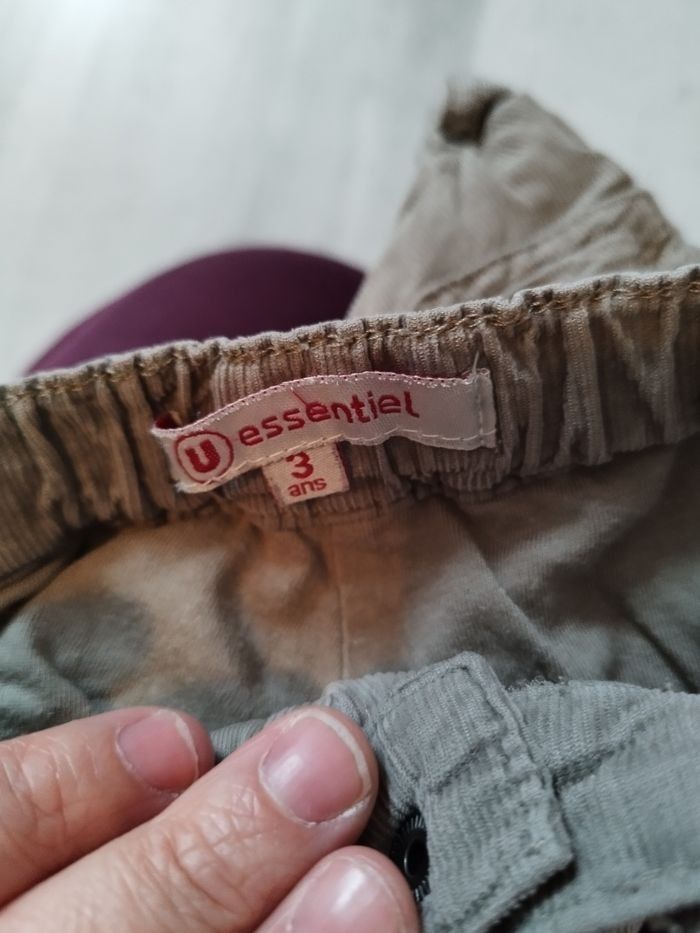 U essentiel
3
ans